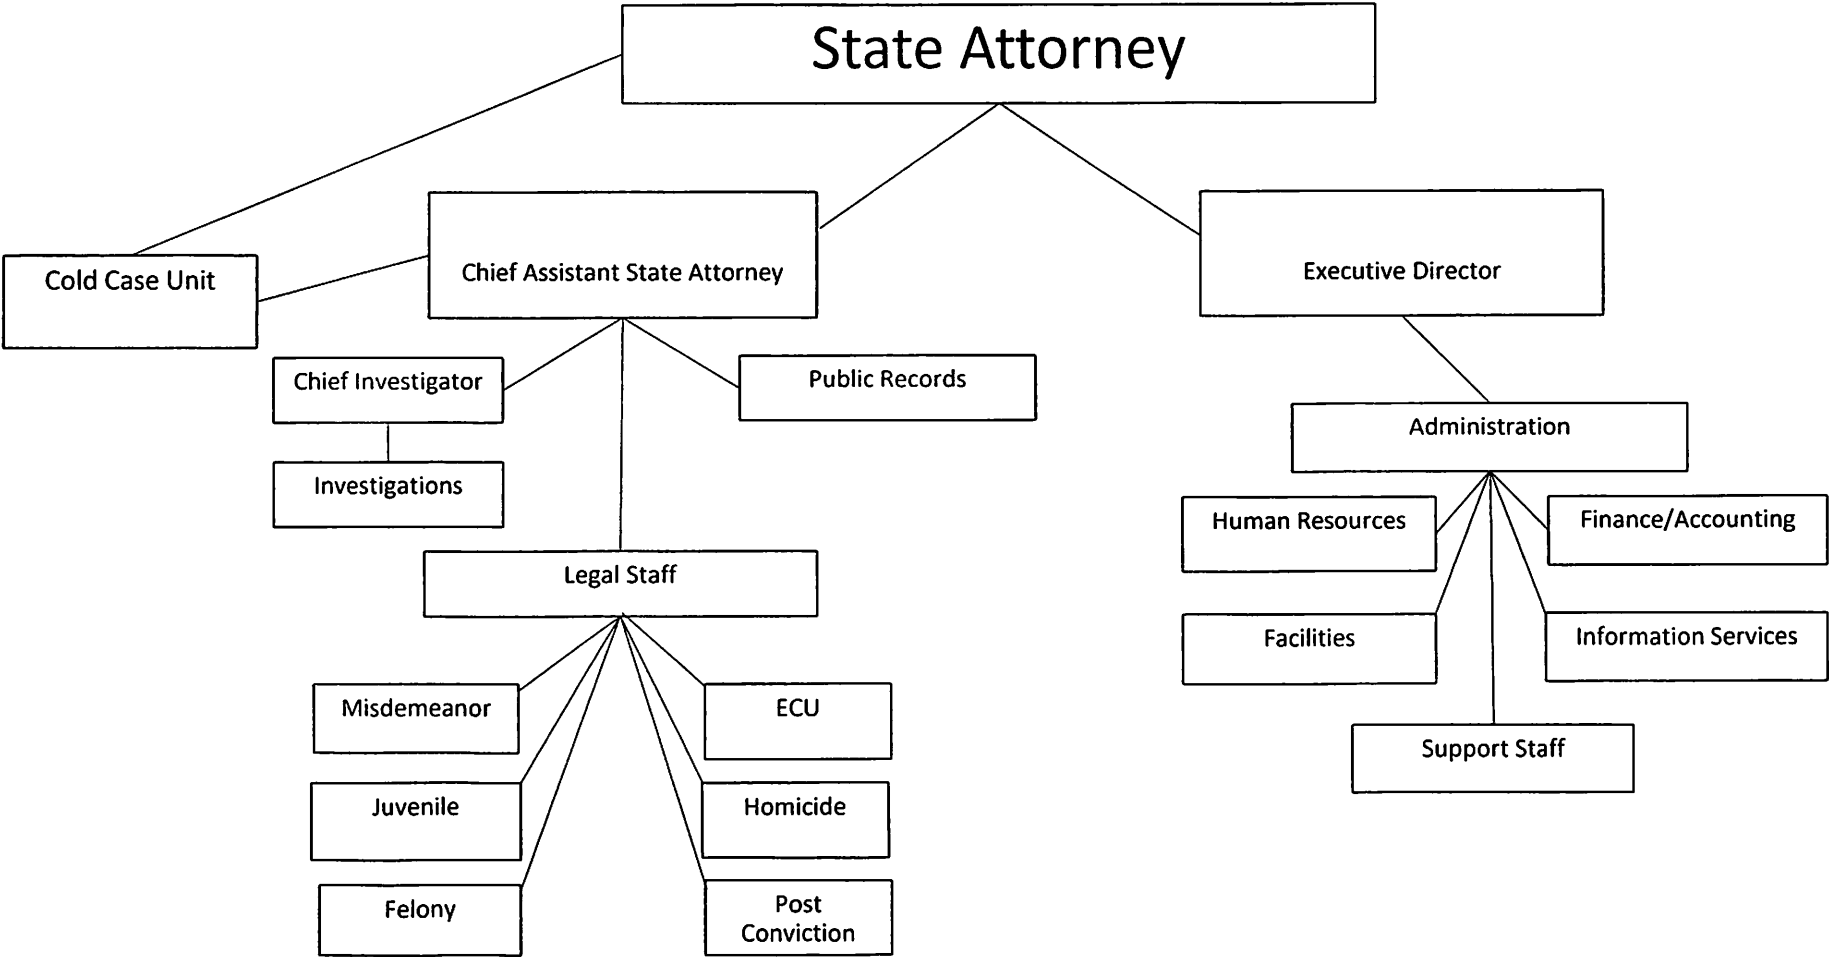 State Attorney
Cold Case Unit
Chief Assistant State Attorney
Executive Director
Chief Investigator
Public Records
Investigations
Administration
Human Resources
Finance/Accounting
Legal Staff
Facilities
Information Services
Misdemeanor
ECU
Support Staff
Juvenile
Homicide
Felony
Post
Conviction